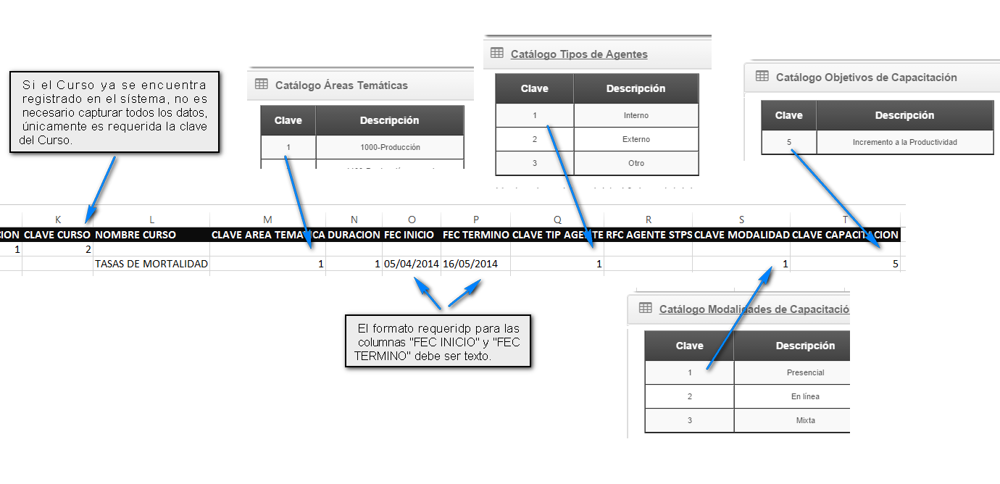 Catálogo Tipos de Agentes
Clave Descripción
1 Interno
2 Externo
3 Otro
Catálogo Áreas Temáticas
Clave Descripción
1 1000-Producción
Catálogo Objetivos de Capacitación
Clave Descripción
5 Incremento a la Productividad
Si el Curso ya se encuentra
registrado en el sístema, no es
necesario capturar todos los datos,
únicamente es requerida la clave
del Curso.
K L M N O P Q R S T
ION CLAVE CURSO NOMBRE CURSO CLAVE AREA TEMATICA DURACION FEC INICIO FEC TERMINO CLAVE TIP AGENTE RFC AGENTE STPS CLAVE MODALIDAD CLAVE CAPACITACION
1 2
TASAS DE MORTALIDAD 1 1 05/04/2014 16/05/2014 1 1 5
El formato requeridp para las
columnas "FEC INICIO" y "FEC
TERMINO" debe ser texto.
Catálogo Modalidades de Capacitació
Clave Descripción
1 Presencial
2 En línea
3 Mixta